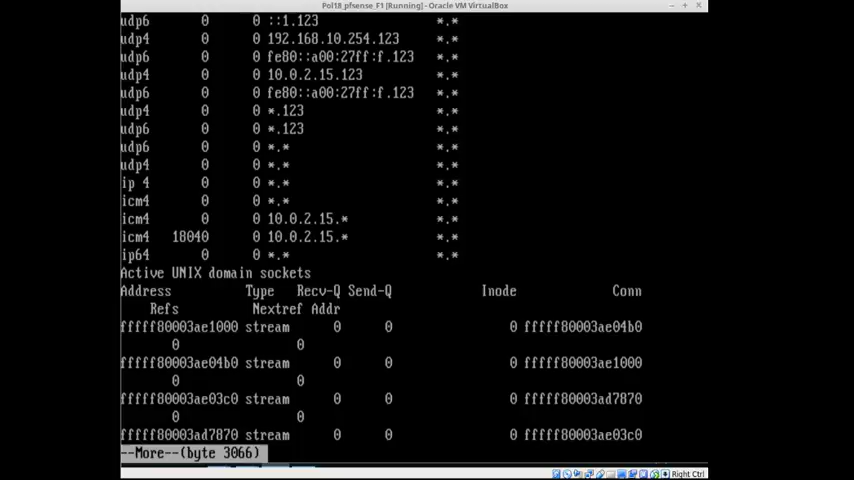 Pol18_pfsense_F1 [Running] - Oracle VM VirtualBox
udp6 0 0 ::1.123 *.*
udp4 0 0 192.168.10.254.123 *.*
udp6 0 0 fe80::a00:27ff:f.123 *.*
udp4 0 0 10.0.2.15.123 *.*
udp6 0 0 fe80::a00:27ff:f.123 *.*
udp4 0 0 *.123 *.*
udp6 0 0 *.123 *.*
udp6 0 0 *.* *.*
udp4 0 0 *.* *.*
ip 4 0 0 *.* *.*
icm4 0 0 *.* *.*
icm4 0 0 10.0.2.15.* *.*
icm4 18040 0 10.0.2.15.* *.*
ip64 0 0 *.* *.*
Active UNIX domain sockets
Address Type Recv-Q Send-Q Inode Conn
Refs Nextref Addr
fffff80003ae1000 stream 0 0 0 fffff80003ae04b0
0 0
fffff80003ae04b0 stream 0 0 0 fffff80003ae1000
0 0
fffff80003ae03c0 stream 0 0 0 fffff80003ad7870
0 0
fffff80003ad7870 stream 0 0 0 fffff80003ae03c0
--More--(byte 3066)
Right Ctrl